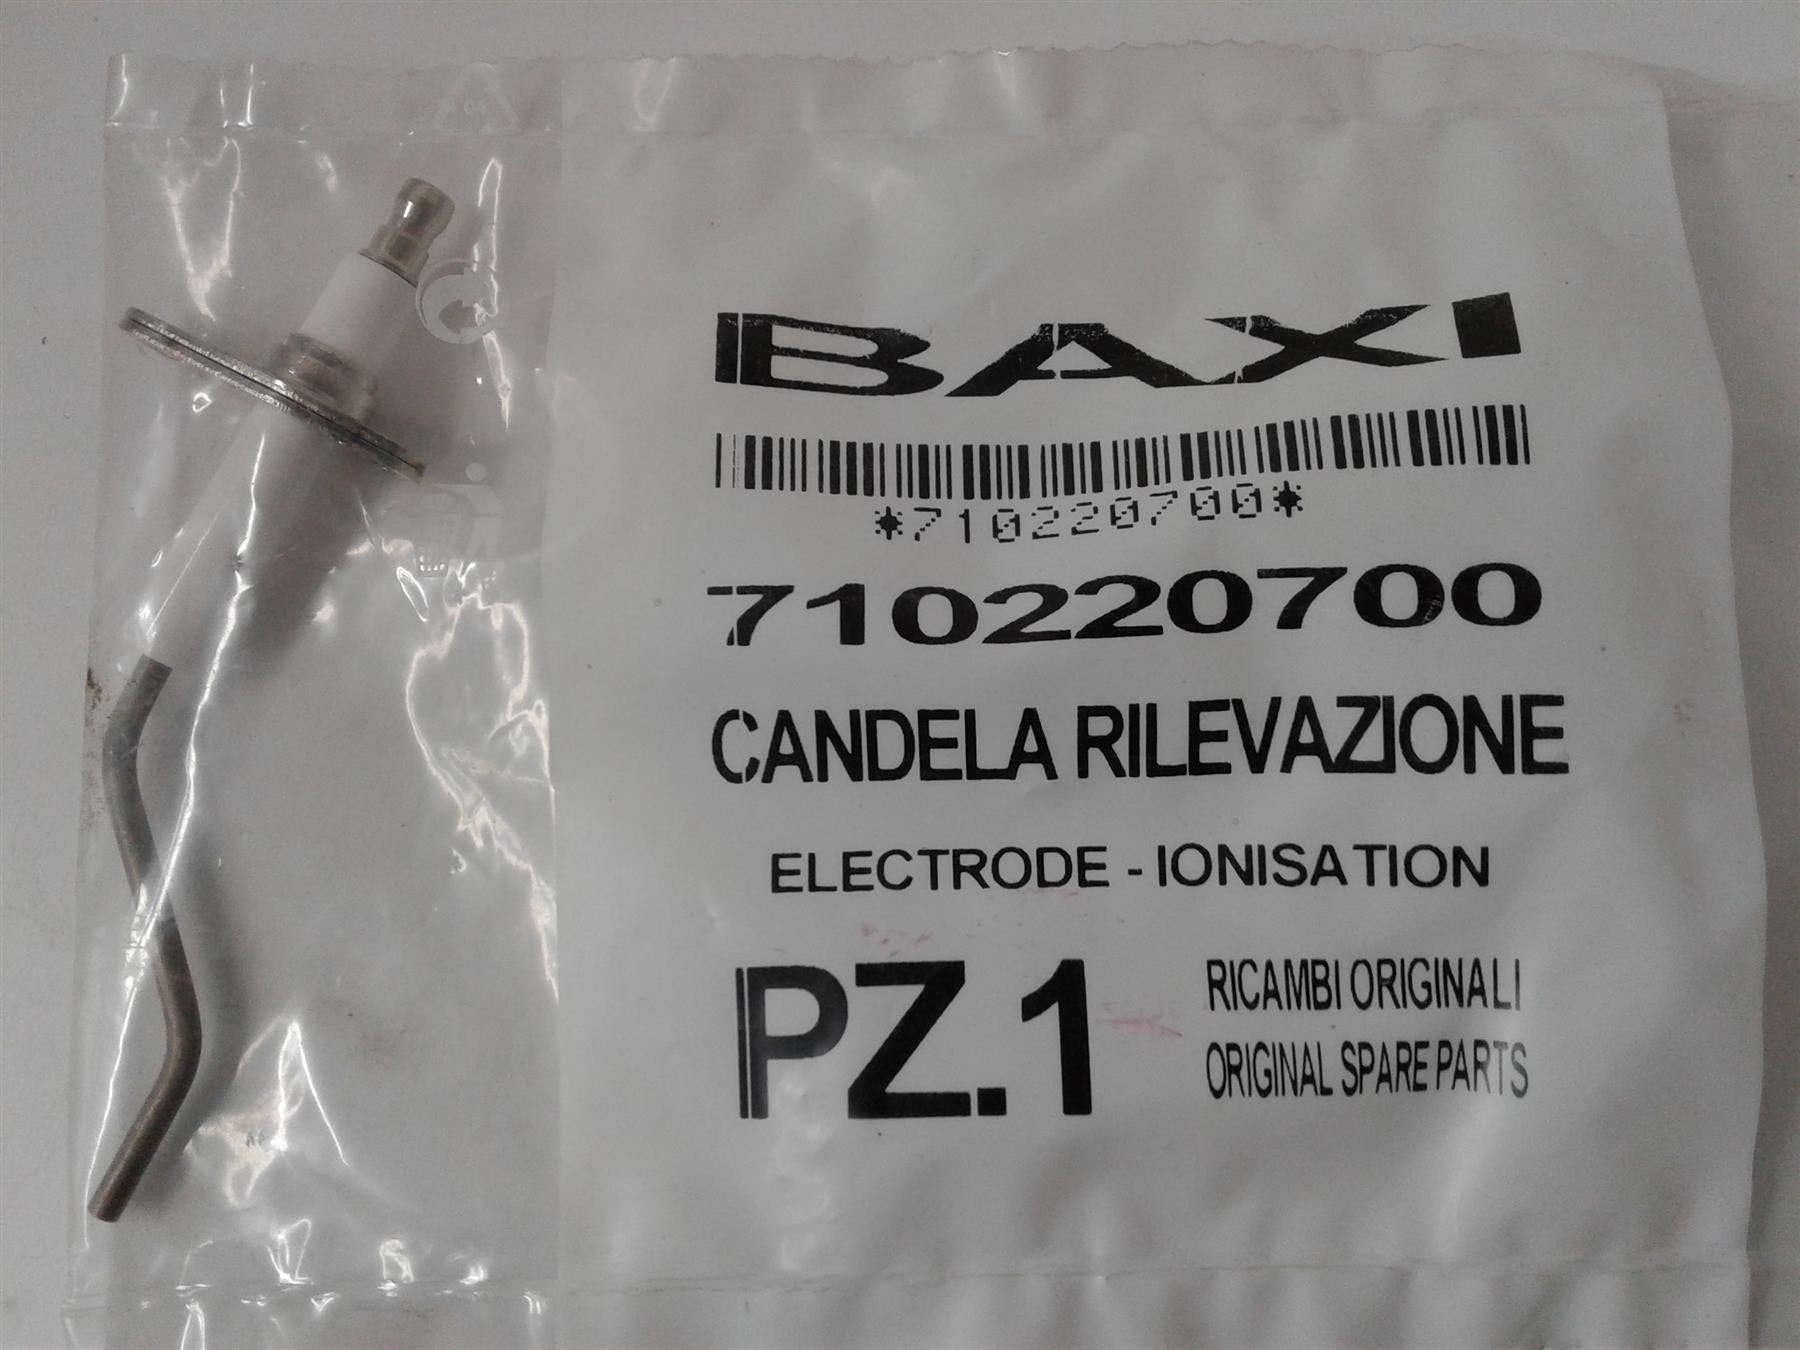 BAXI
*710220700*
710220700
CANDELA RILEVAZIONE
ELECTRODE - IONISATION
PZ.1
RICAMBI ORIGINALI
ORIGINAL SPARE PARTS